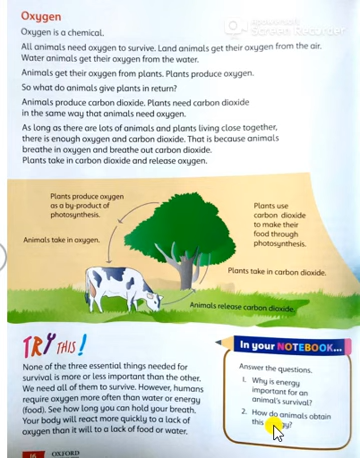 Oxygen
Oxygen is a chemical.
All animals need oxygen to survive. Land animals get their oxygen from the air.
Water animals get their oxygen from the water.
Animals get their oxygen from plants. Plants produce oxygen.
So what do animals give plants in return?
Animals produce carbon dioxide. Plants need carbon dioxide
in the same way that animals need oxygen.
As long as there are lots of animals and plants living close together,
there is enough oxygen and carbon dioxide. That is because animals
breathe in oxygen and breathe out carbon dioxide.
Plants take in carbon dioxide and release oxygen.
Plants produce oxygen
as a by-product of
photosynthesis.
Animals take in oxygen.
Plants use
carbon dioxide
to make their
food through
photosynthesis.
Plants take in carbon dioxide.
Animals release carbon dioxide.
TRY THIS!
None of the three essential things needed for
survival is more or less important than the other.
We need all of them to survive. However, humans
require oxygen more often than water or energy
(food). See how long you can hold your breath.
Your body will react more quickly to a lack of
oxygen than it will to a lack of food or water.
In your NOTEBOOK...
Answer the questions.
1. Why is energy
important for an
animal's survival?
2. How do animals obtain
this
16 OXFORD
Screen Recorder